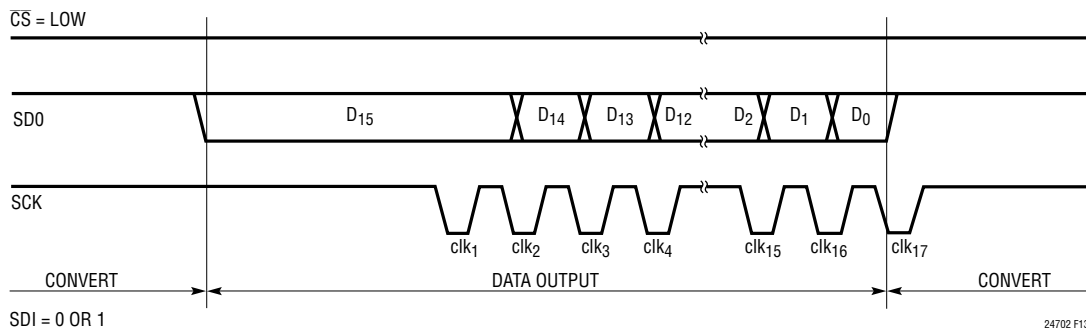 C̅S̅ = LOW
SD0
D15 D14 D13 D12 D2 D1 D0
SCK
clk1 clk2 clk3 clk4 clk15 clk16 clk17
CONVERT DATA OUTPUT CONVERT
SDI = 0 OR 1
24702 F13